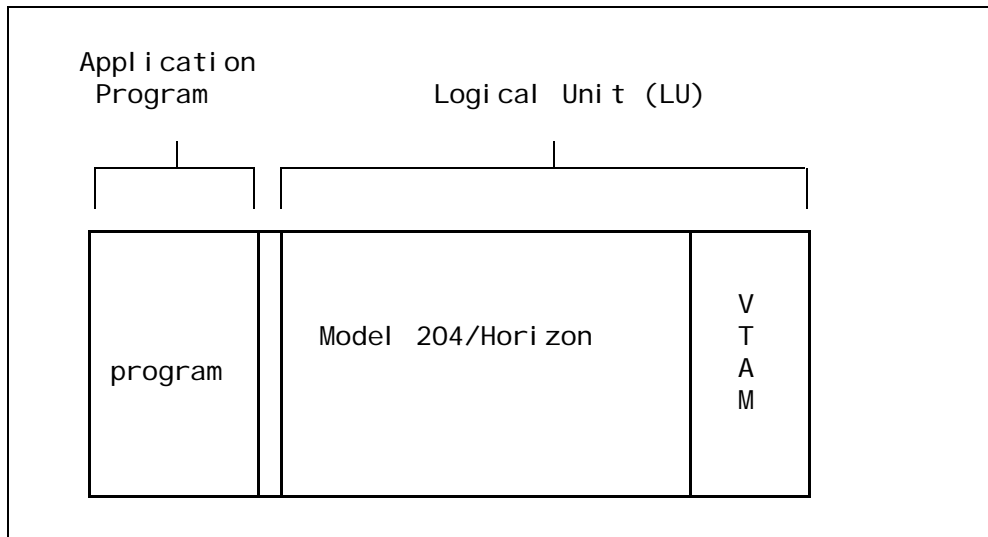 Application
Program
Logical Unit (LU)
program
Model 204/Horizon
V
T
A
M